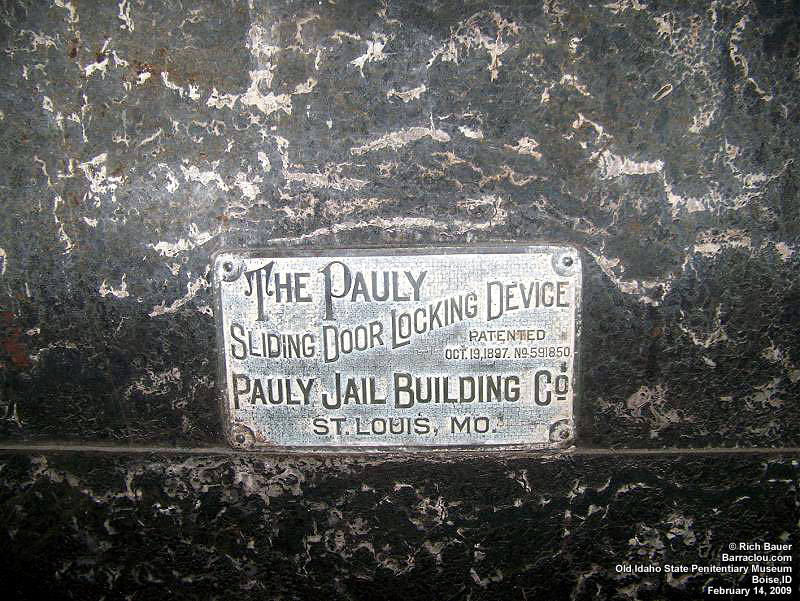 THE PAULY
SLIDING DOOR LOCKING DEVICE
PATENTED
OCT. 19, 1897. No 591850.
PAULY JAIL BUILDING Co
ST. LOUIS, MO.
© Rich Bauer
Barraclou.com
Old Idaho State Penitentiary Museum
Boise,ID
February 14, 2009